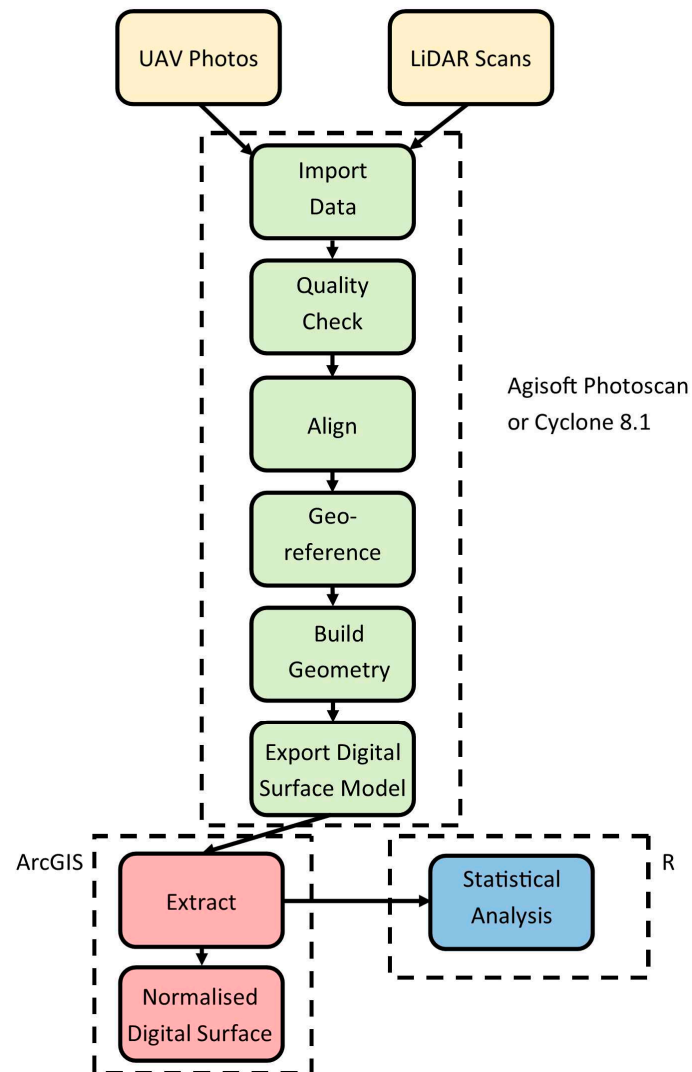 UAV Photos
LiDAR Scans
Import
Data
Quality
Check
Align
Geo-
reference
Build
Geometry
Export Digital
Surface Model
Agisoft Photoscan
or Cyclone 8.1
ArcGIS
Extract
Normalised
Digital Surface
Statistical
Analysis
R